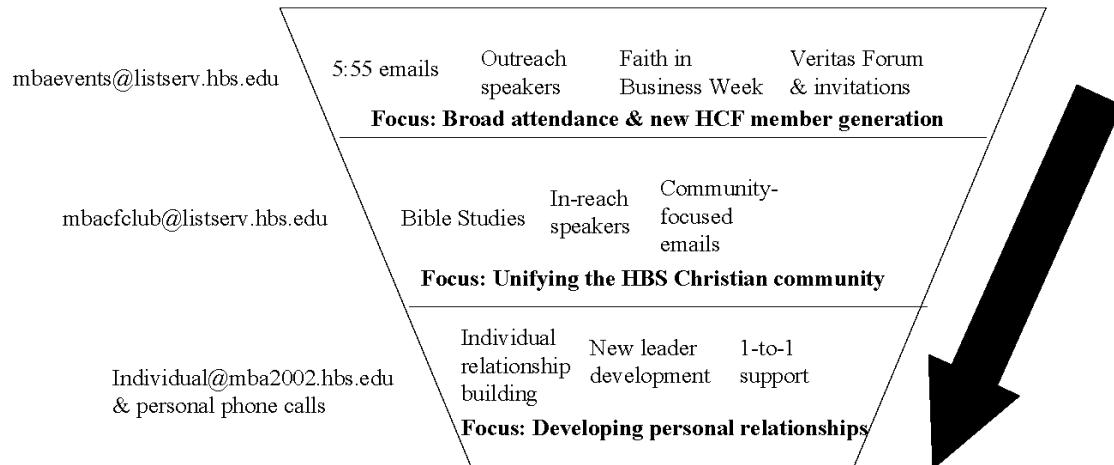 mbaevents@listserv.hbs.edu
5:55 emails
Outreach
speakers
Faith in
Business Week
Veritas Forum
& invitations
Focus: Broad attendance & new HCF member generation
mbacfclub@listserv.hbs.edu
Bible Studies
In-reach
speakers
Community-
focused
emails
Focus: Unifying the HBS Christian community
Individual@mba2002.hbs.edu
& personal phone calls
Individual
relationship
building
New leader
development
1-to-1
support
Focus: Developing personal relationships